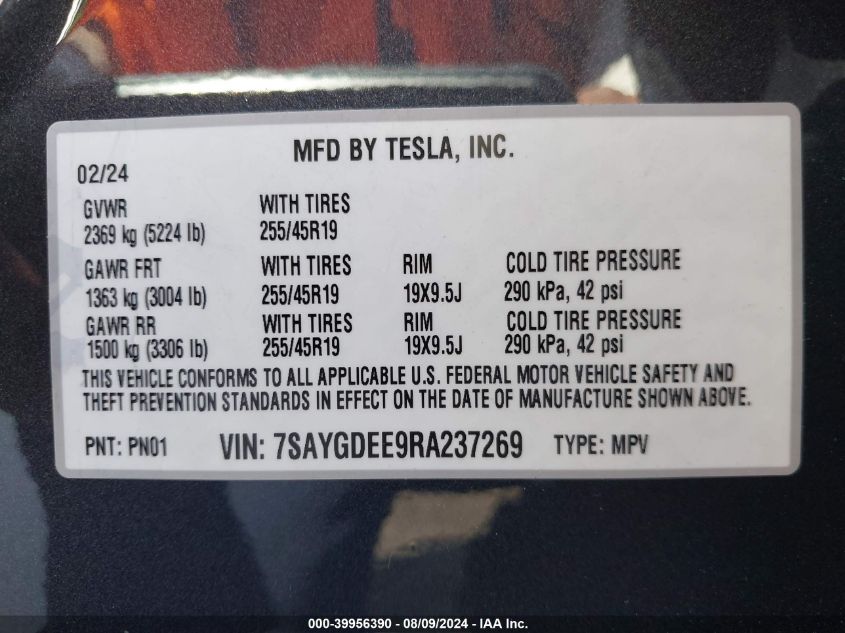 MFD BY TESLA, INC.
02/24
GVWR WITH TIRES
2369 kg (5224 lb) 255/45R19
GAWR FRT WITH TIRES RIM COLD TIRE PRESSURE
1363 kg (3004 lb) 255/45R19 19X9.5J 290 kPa, 42 psi
GAWR RR WITH TIRES RIM COLD TIRE PRESSURE
1500 kg (3306 lb) 255/45R19 19X9.5J 290 kPa, 42 psi
THIS VEHICLE CONFORMS TO ALL APPLICABLE U.S. FEDERAL MOTOR VEHICLE SAFETY AND
THEFT PREVENTION STANDARDS IN EFFECT ON THE DATE OF MANUFACTURE SHOWN ABOVE.
PNT: PN01 VIN: 7SAYGDEE9RA237269 TYPE: MPV
000-39956390 - 08/09/2024 - IAA Inc.